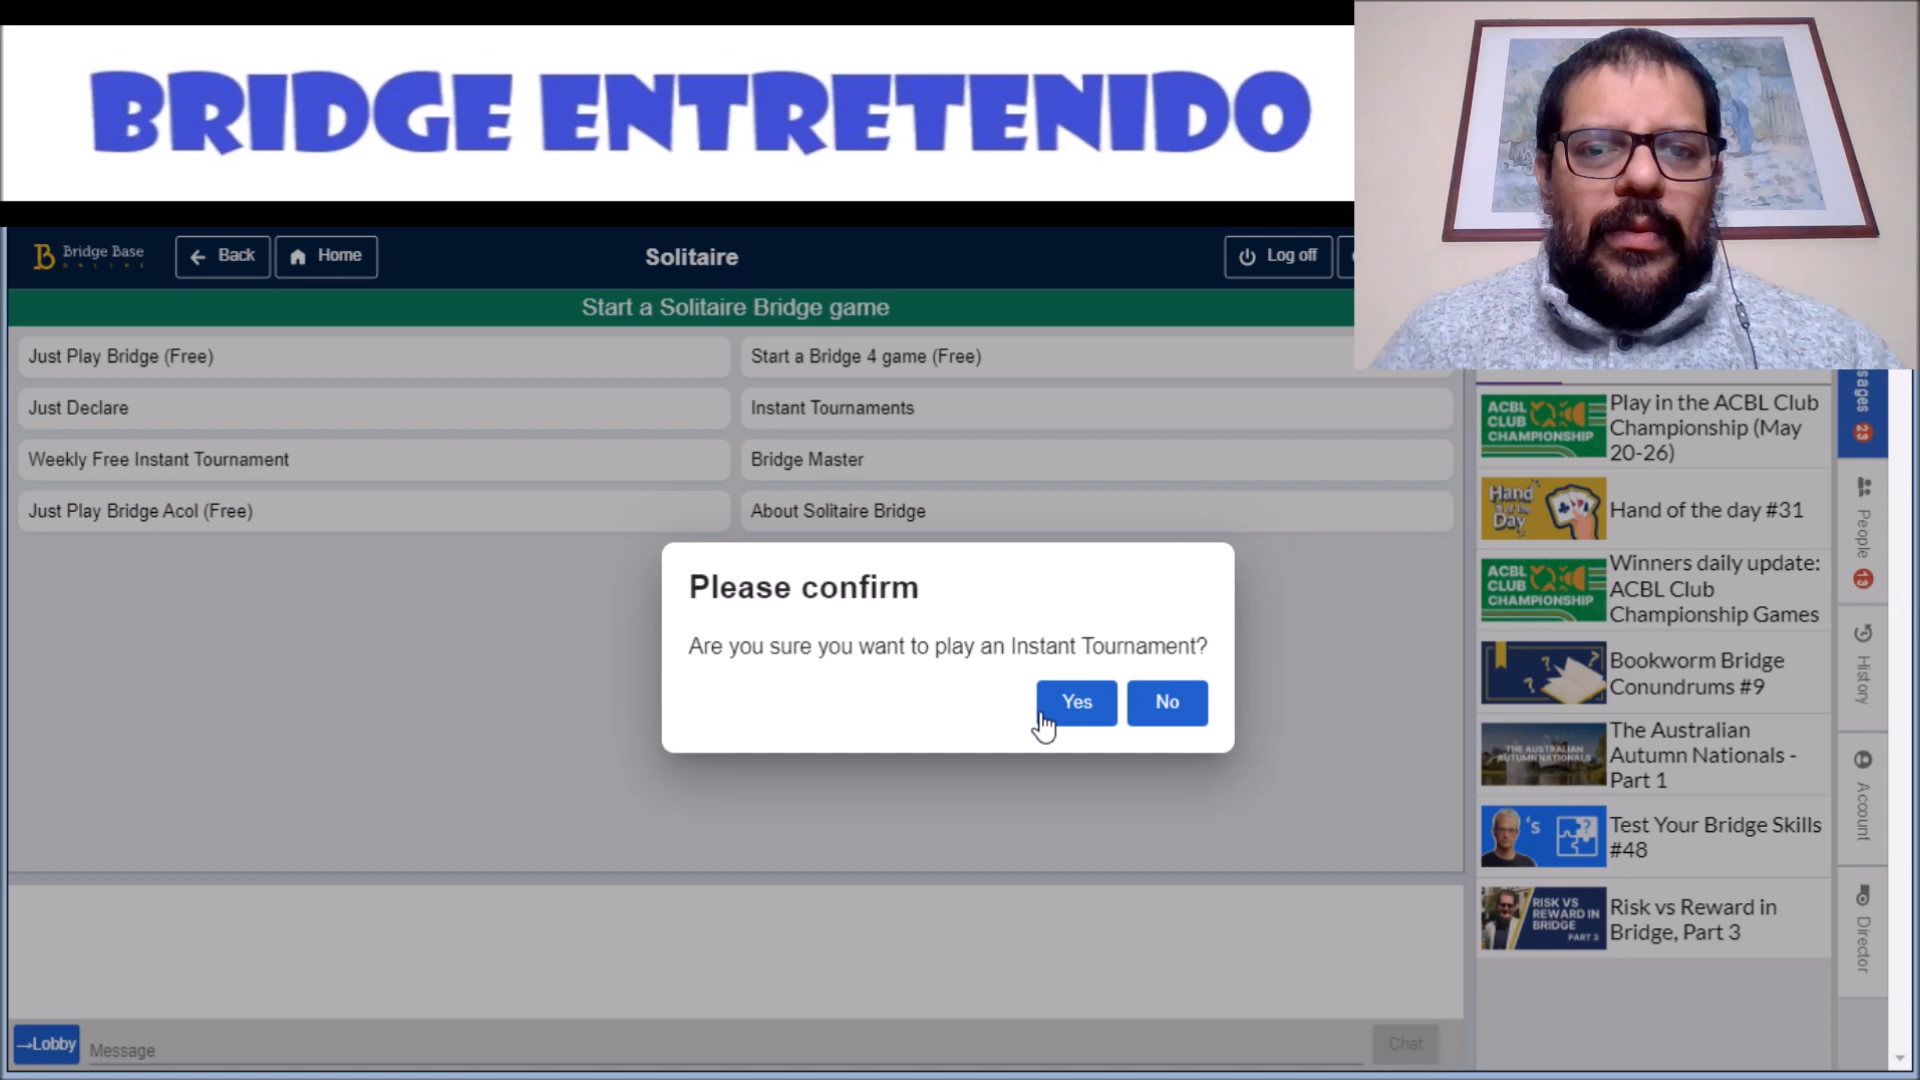 BRIDGE ENTRETENIDO
Bridge Base
ONLINE
Back
Home
Solitaire
Log off
Start a Solitaire Bridge game
Just Play Bridge (Free)
Start a Bridge 4 game (Free)
Just Declare
Instant Tournaments
Weekly Free Instant Tournament
Bridge Master
Just Play Bridge Acol (Free)
About Solitaire Bridge
Please confirm
Are you sure you want to play an Instant Tournament?
Yes
No
ACBL
CLUB
CHAMPIONSHIP
Play in the ACBL Club
Championship (May
20-26)
Hand
of the
Day
Hand of the day #31
ACBL
CLUB
CHAMPIONSHIP
Winners daily update:
ACBL Club
Championship Games
Bookworm Bridge
Conundrums #9
THE AUSTRALIAN
AUTUMN NATIONALS
The Australian
Autumn Nationals -
Part 1
's
Test Your Bridge Skills
#48
RISK VS
REWARD IN
BRIDGE
PART 3
Risk vs Reward in
Bridge, Part 3
sages 23
People 13
History
Account
Director
→Lobby
Message
Chat